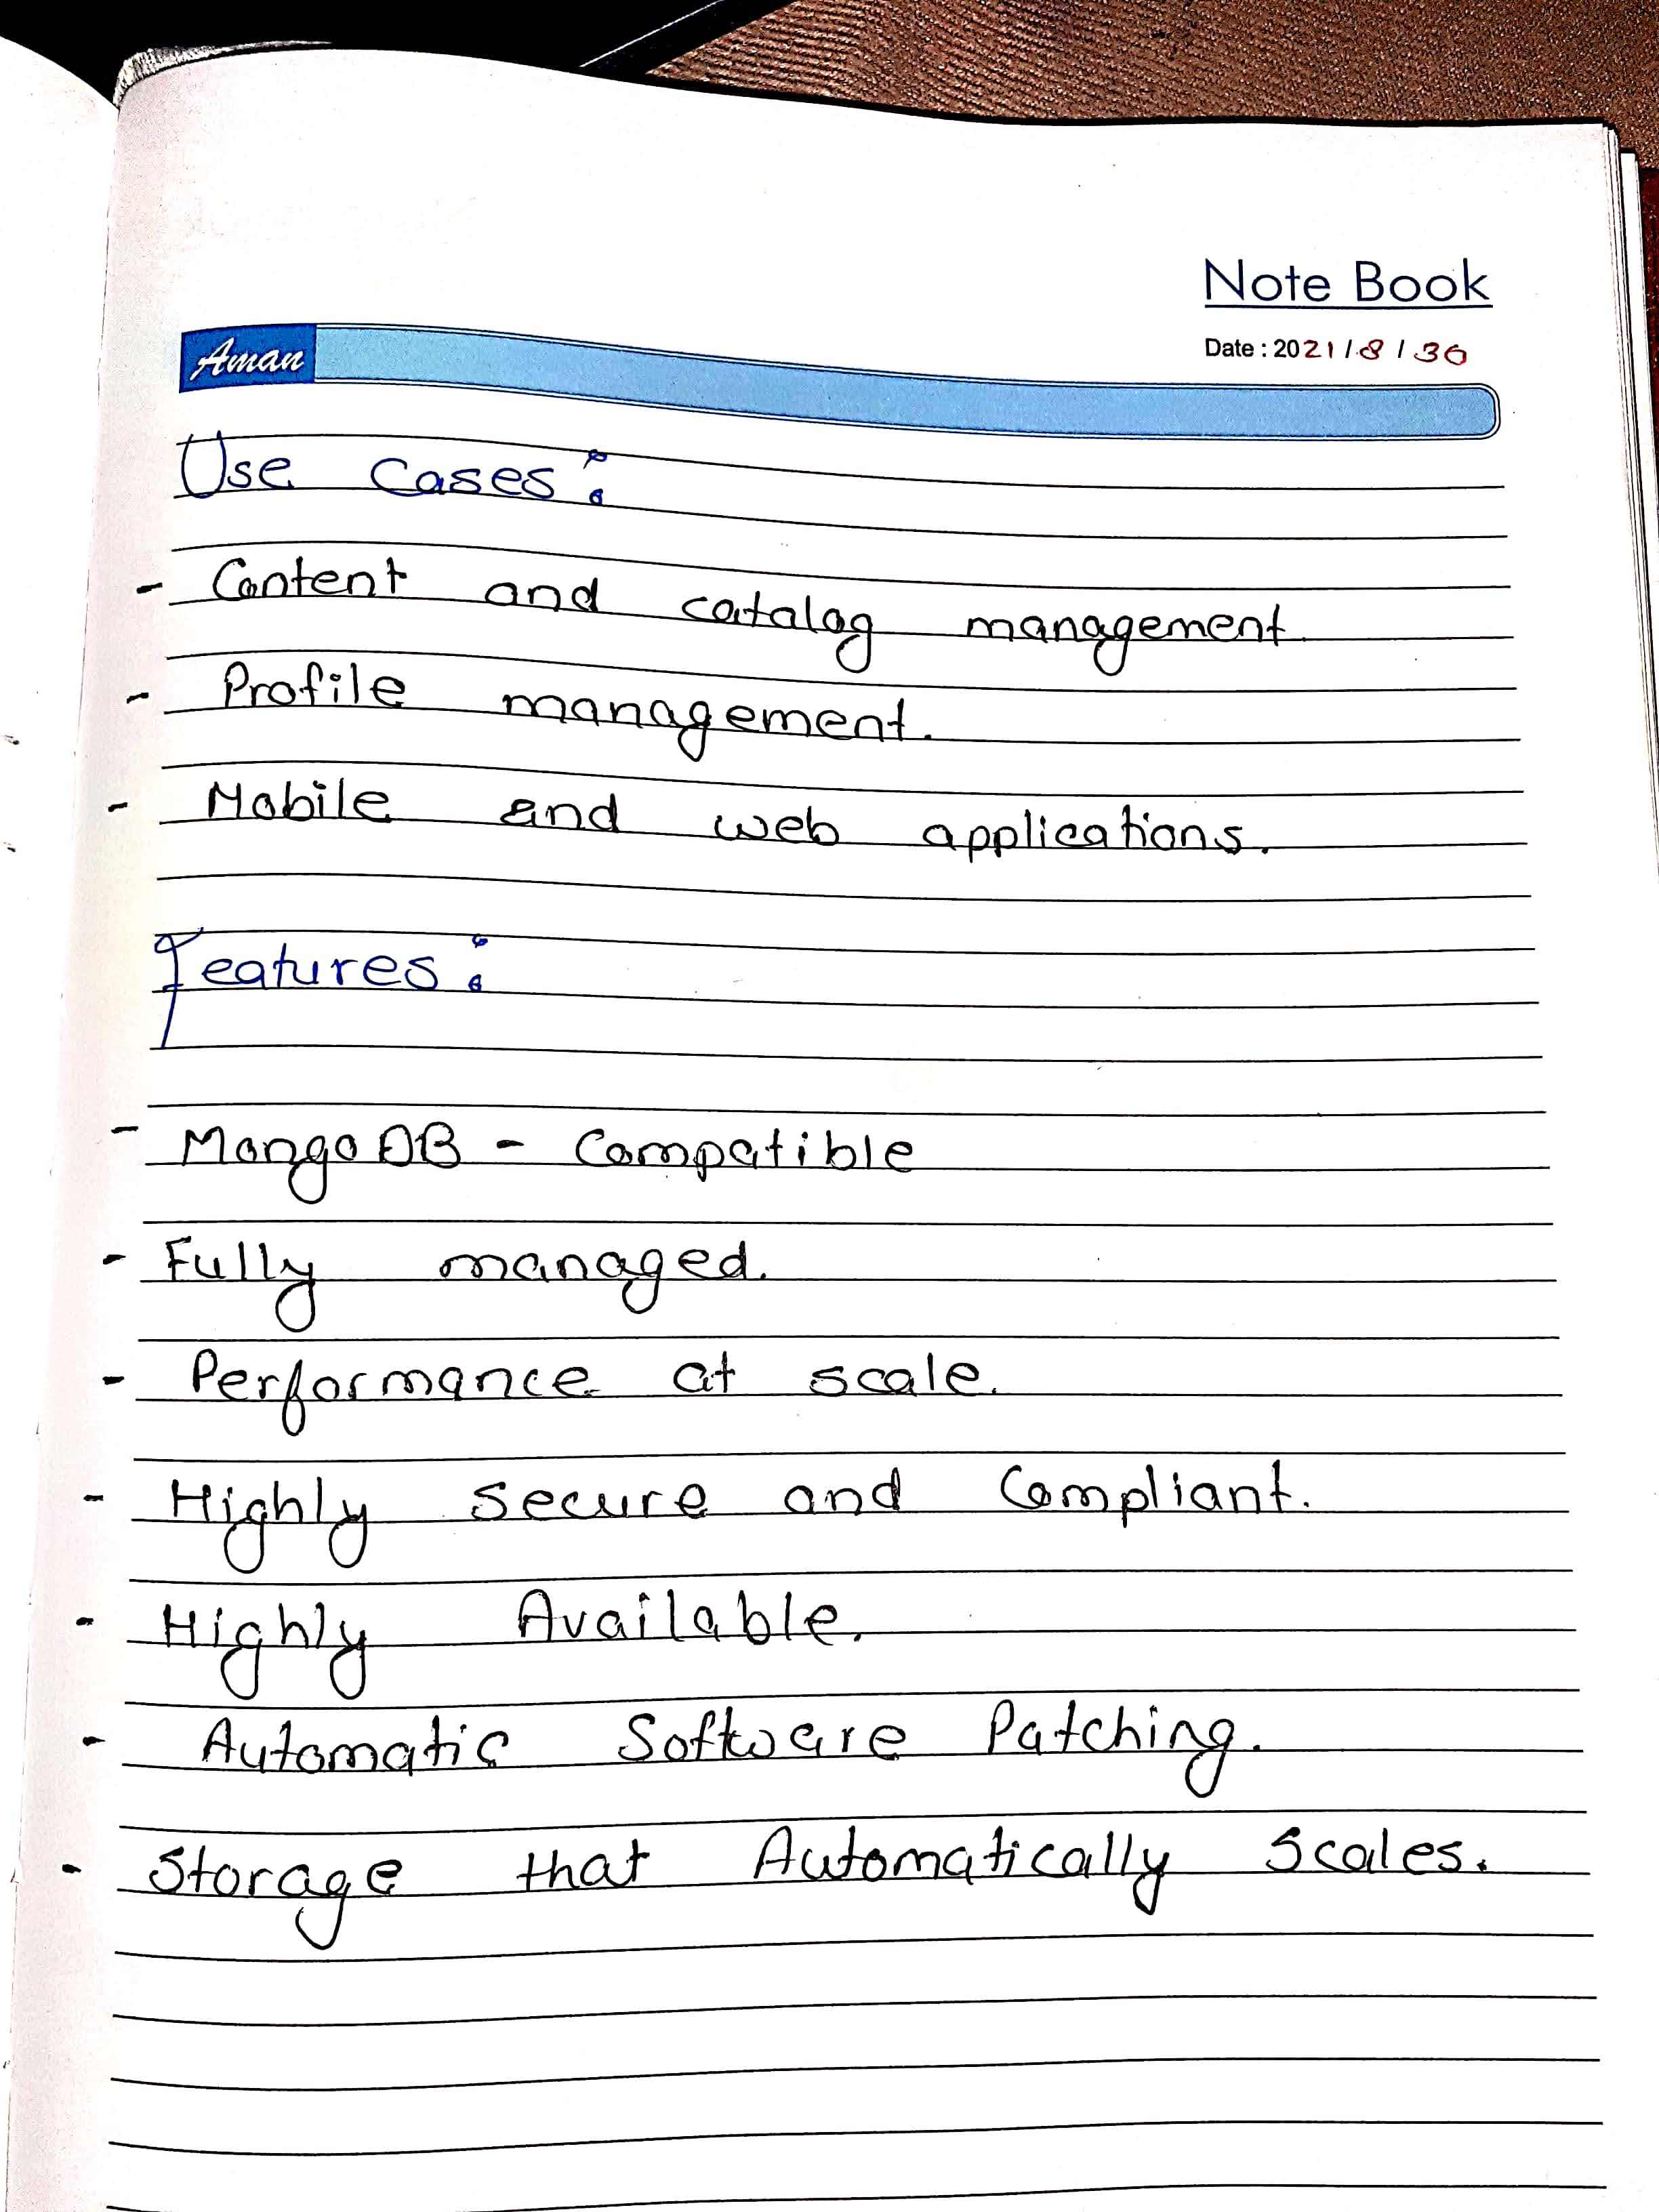 Note Book
Date : 2021/8/30
Aman
Use Cases:
- Content and catalog management.
- Profile management.
- Mobile and web applications.
Features:
- MongoDB - Compatible
- Fully managed.
- Performance at scale.
- Highly secure and Compliant.
- Highly Available.
- Automatic Software Patching.
- Storage that Automatically Scales.